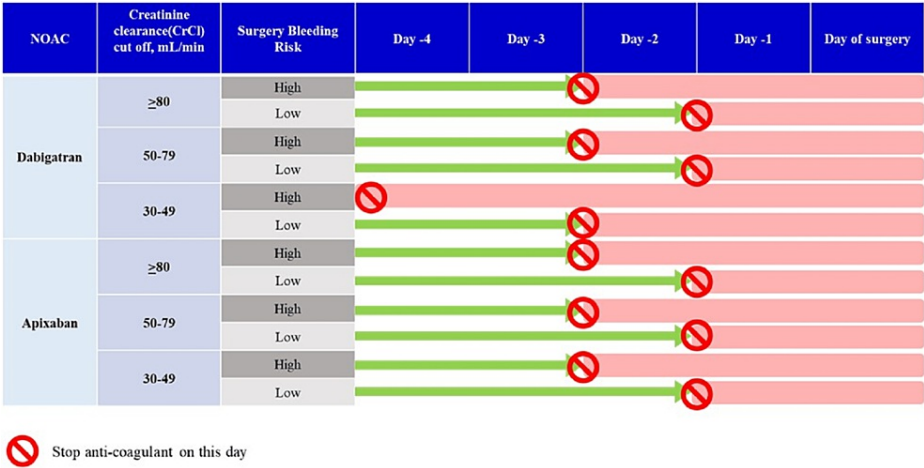 NOAC
Creatinine
clearance(CrCl)
cut off, mL/min
Surgery Bleeding
Risk
Day -4
Day -3
Day -2
Day -1
Day of surgery
Dabigatran
≥80
High
Low
50-79
High
Low
30-49
High
Low
Apixaban
≥80
High
Low
50-79
High
Low
30-49
High
Low
Stop anti-coagulant on this day